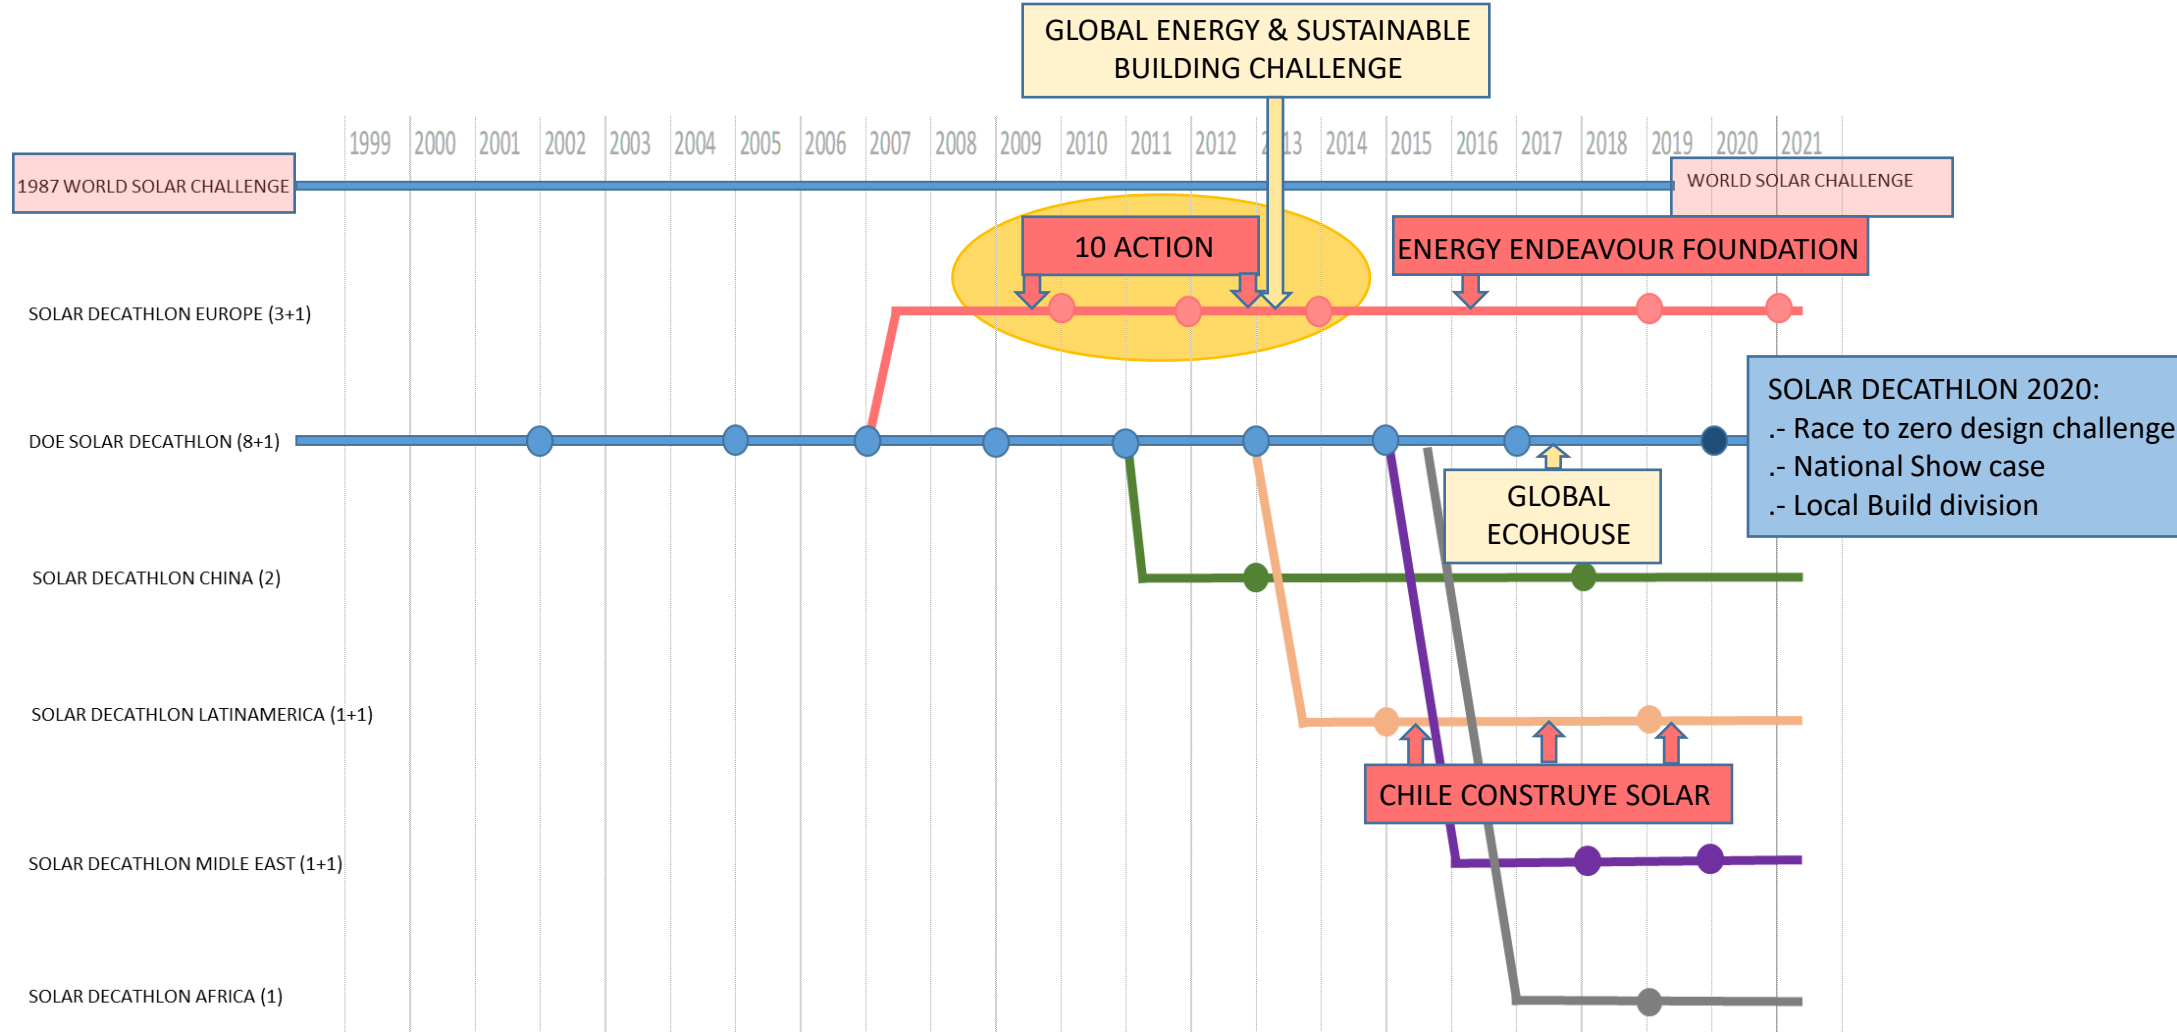 GLOBAL ENERGY & SUSTAINABLE
BUILDING CHALLENGE
1999 2000 2001 2002 2003 2004 2005 2006 2007 2008 2009 2010 2011 2012 2013 2014 2015 2016 2017 2018 2019 2020 2021
1987 WORLD SOLAR CHALLENGE
WORLD SOLAR CHALLENGE
10 ACTION
ENERGY ENDEAVOUR FOUNDATION
SOLAR DECATHLON EUROPE (3+1)
SOLAR DECATHLON 2020:
.- Race to zero design challenge
.- National Show case
.- Local Build division
DOE SOLAR DECATHLON (8+1)
GLOBAL
ECOHOUSE
SOLAR DECATHLON CHINA (2)
SOLAR DECATHLON LATINAMERICA (1+1)
CHILE CONSTRUYE SOLAR
SOLAR DECATHLON MIDLE EAST (1+1)
SOLAR DECATHLON AFRICA (1)